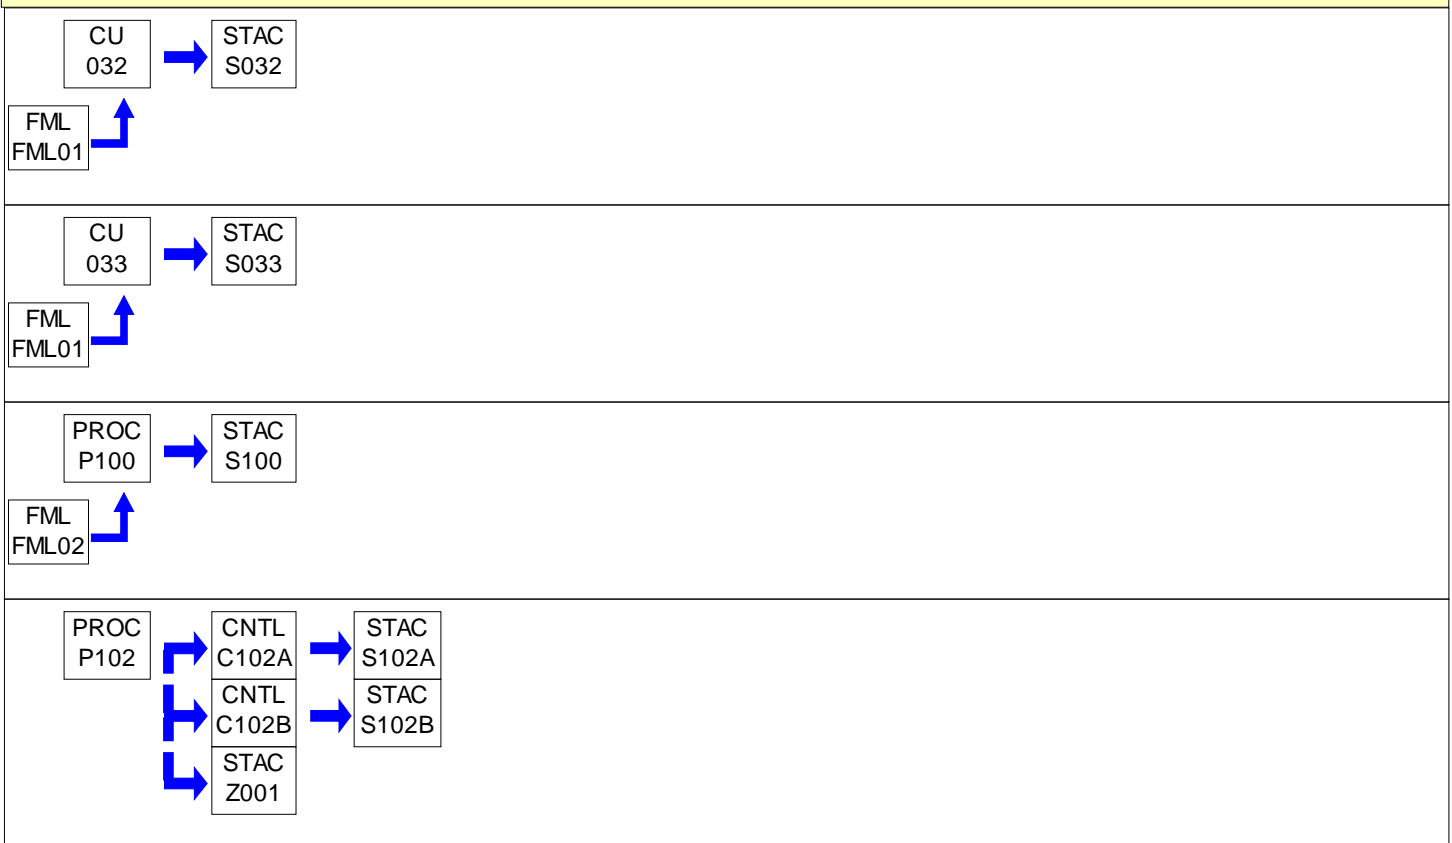 CU
032
STAC
S032
FML
FML01
CU
033
STAC
S033
FML
FML01
PROC
P100
STAC
S100
FML
FML02
PROC
P102
CNTL
C102A
STAC
S102A
CNTL
C102B
STAC
S102B
STAC
Z001